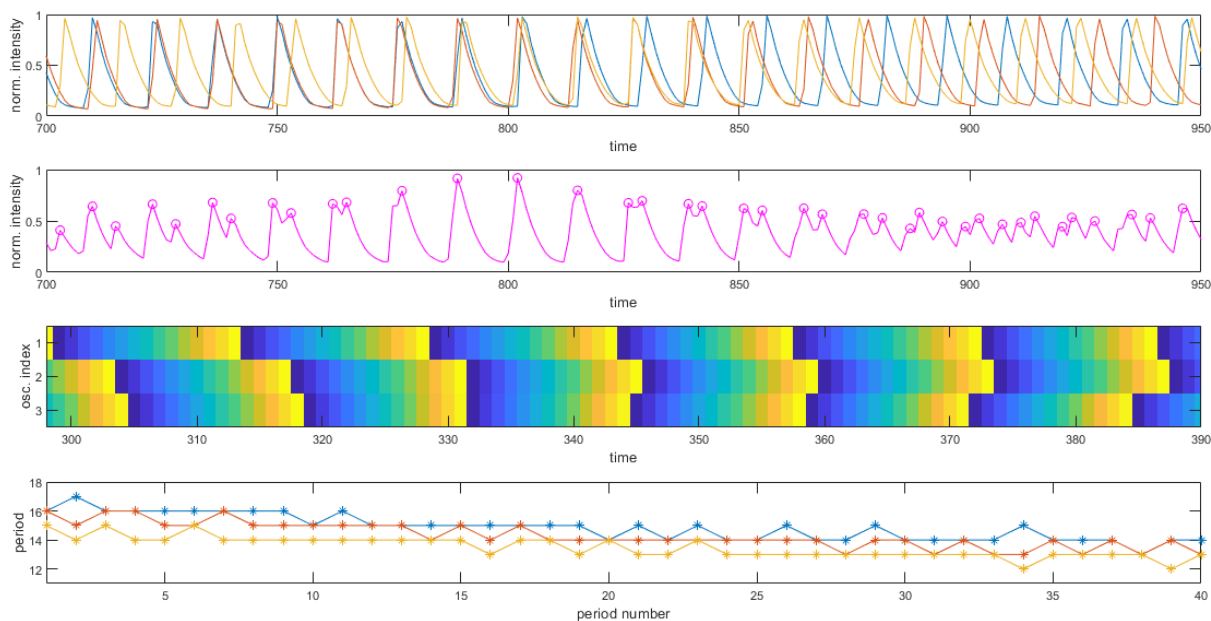 1
0.5
0
norm. intensity
700 750 800 850 900 950
time
1
0.5
0
norm. intensity
700 750 800 850 900 950
time
1
2
3
osc. index
300 310 320 330 340 350 360 370 380 390
time
18
16
14
12
period
5 10 15 20 25 30 35 40
period number